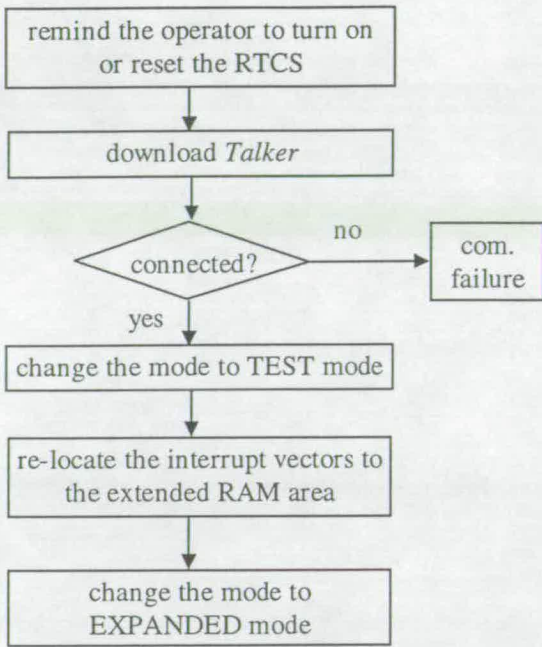 remind the operator to turn on
or reset the RTCS
download Talker
connected?
no
com.
failure
yes
change the mode to TEST mode
re-locate the interrupt vectors to
the extended RAM area
change the mode to
EXPANDED mode